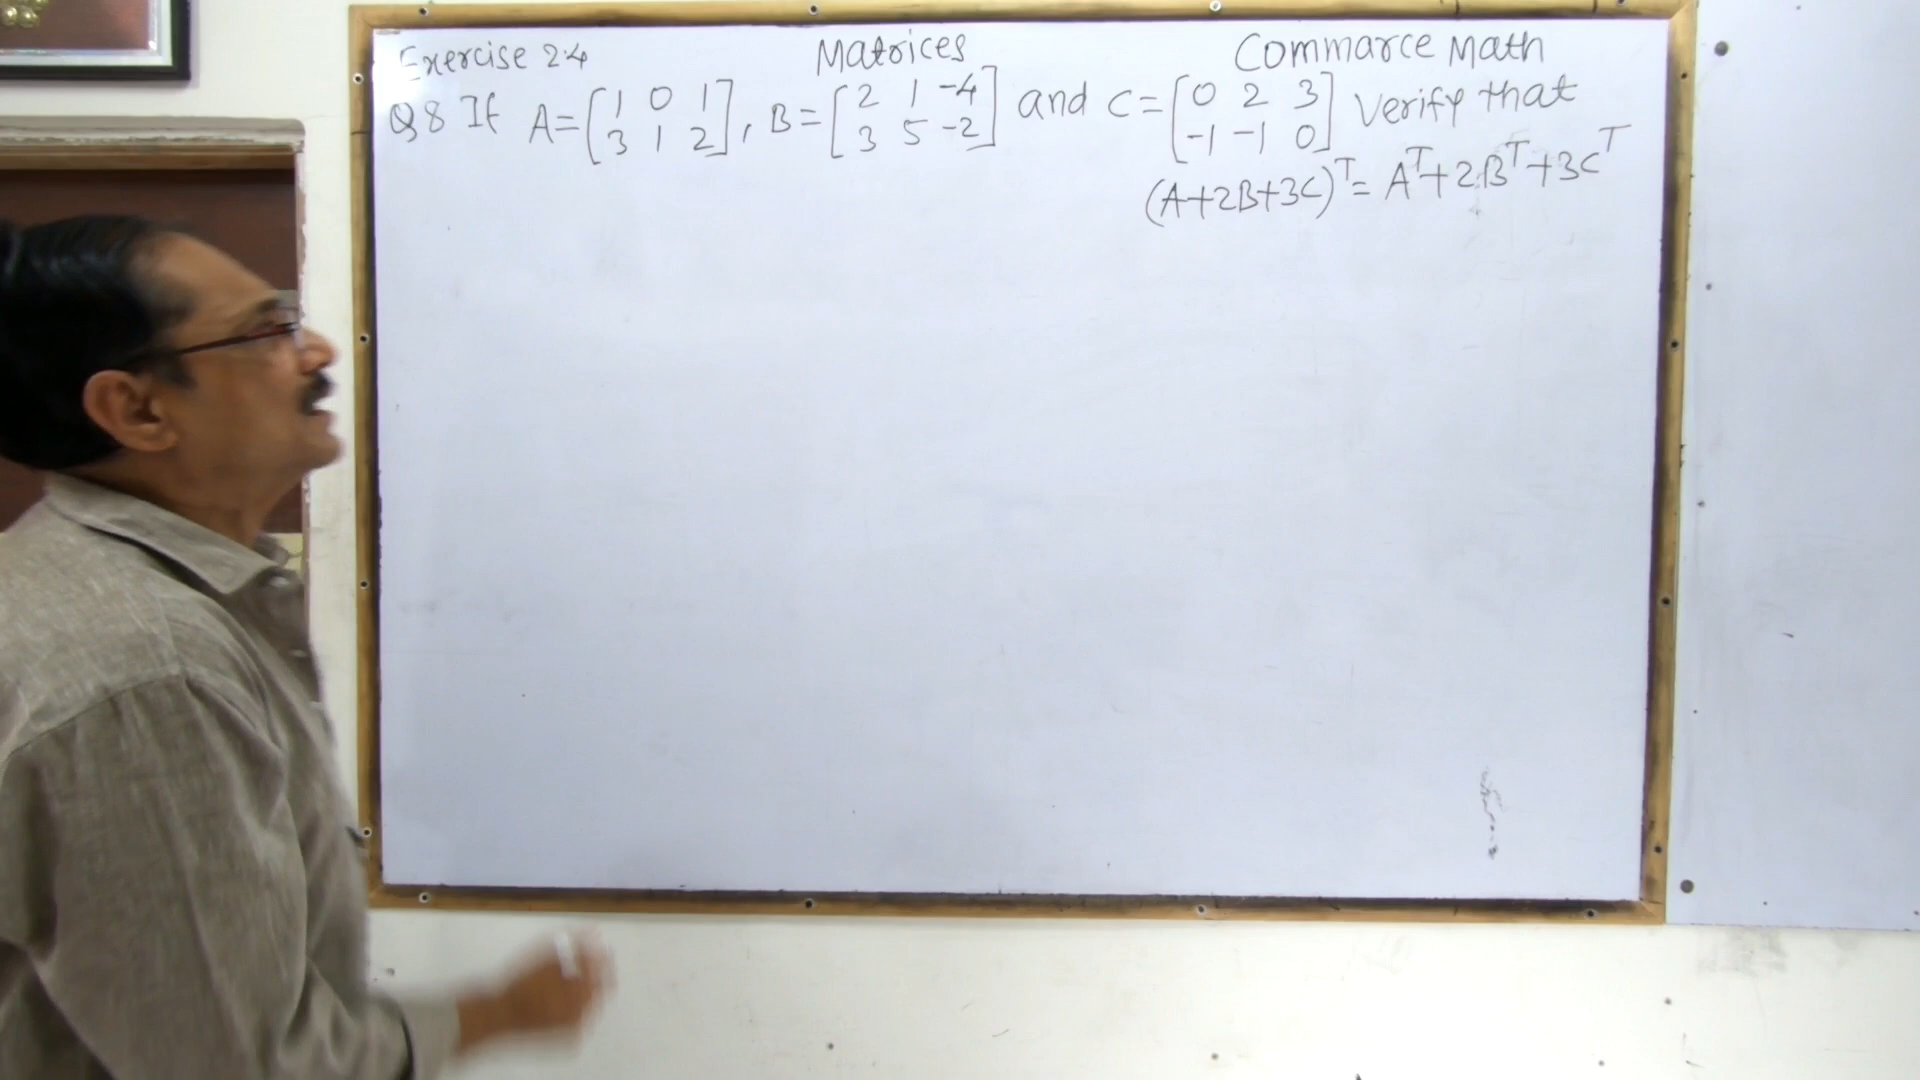 Exercise 2.4 Matrices Commarce Math
Q8 If A=[1 0 1 3 1 2], B=[2 1 -4 3 5 -2] and C=[0 2 3 -1 -1 0] Verify that
(A+2B+3C)^T = A^T+2B^T+3C^T